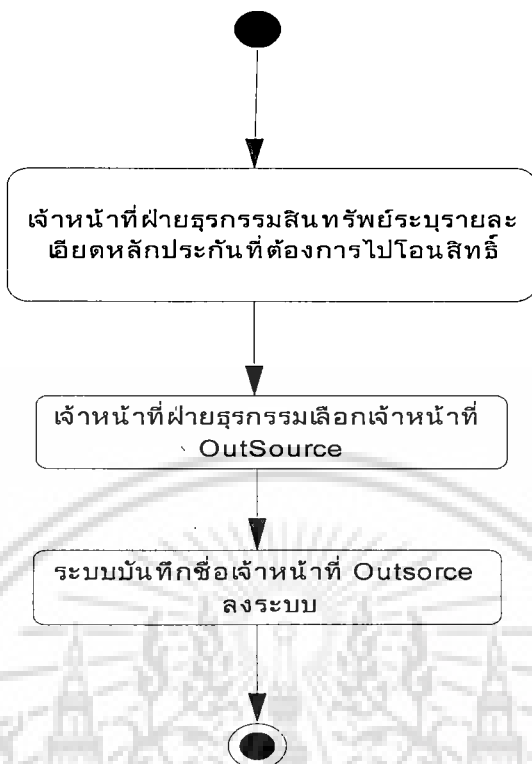 เจ้าหน้าที่ฝ่ายธุรกรรมสินทรัพย์ระบุรายละ
เอียดหลักประกันที่ต้องการไปโอนสิทธิ์
เจ้าหน้าที่ฝ่ายธุรกรรมเลือกเจ้าหน้าที่
OutSource
ระบบบันทึกชื่อเจ้าหน้าที่ Outsorce
ลงระบบ